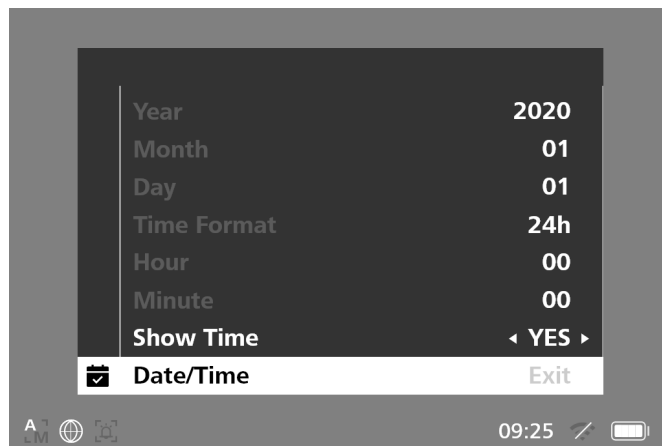 Year 2020
Month 01
Day 01
Time Format 24h
Hour 00
Minute 00
Show Time ◂ YES ▸
Date/Time Exit
A M 09:25